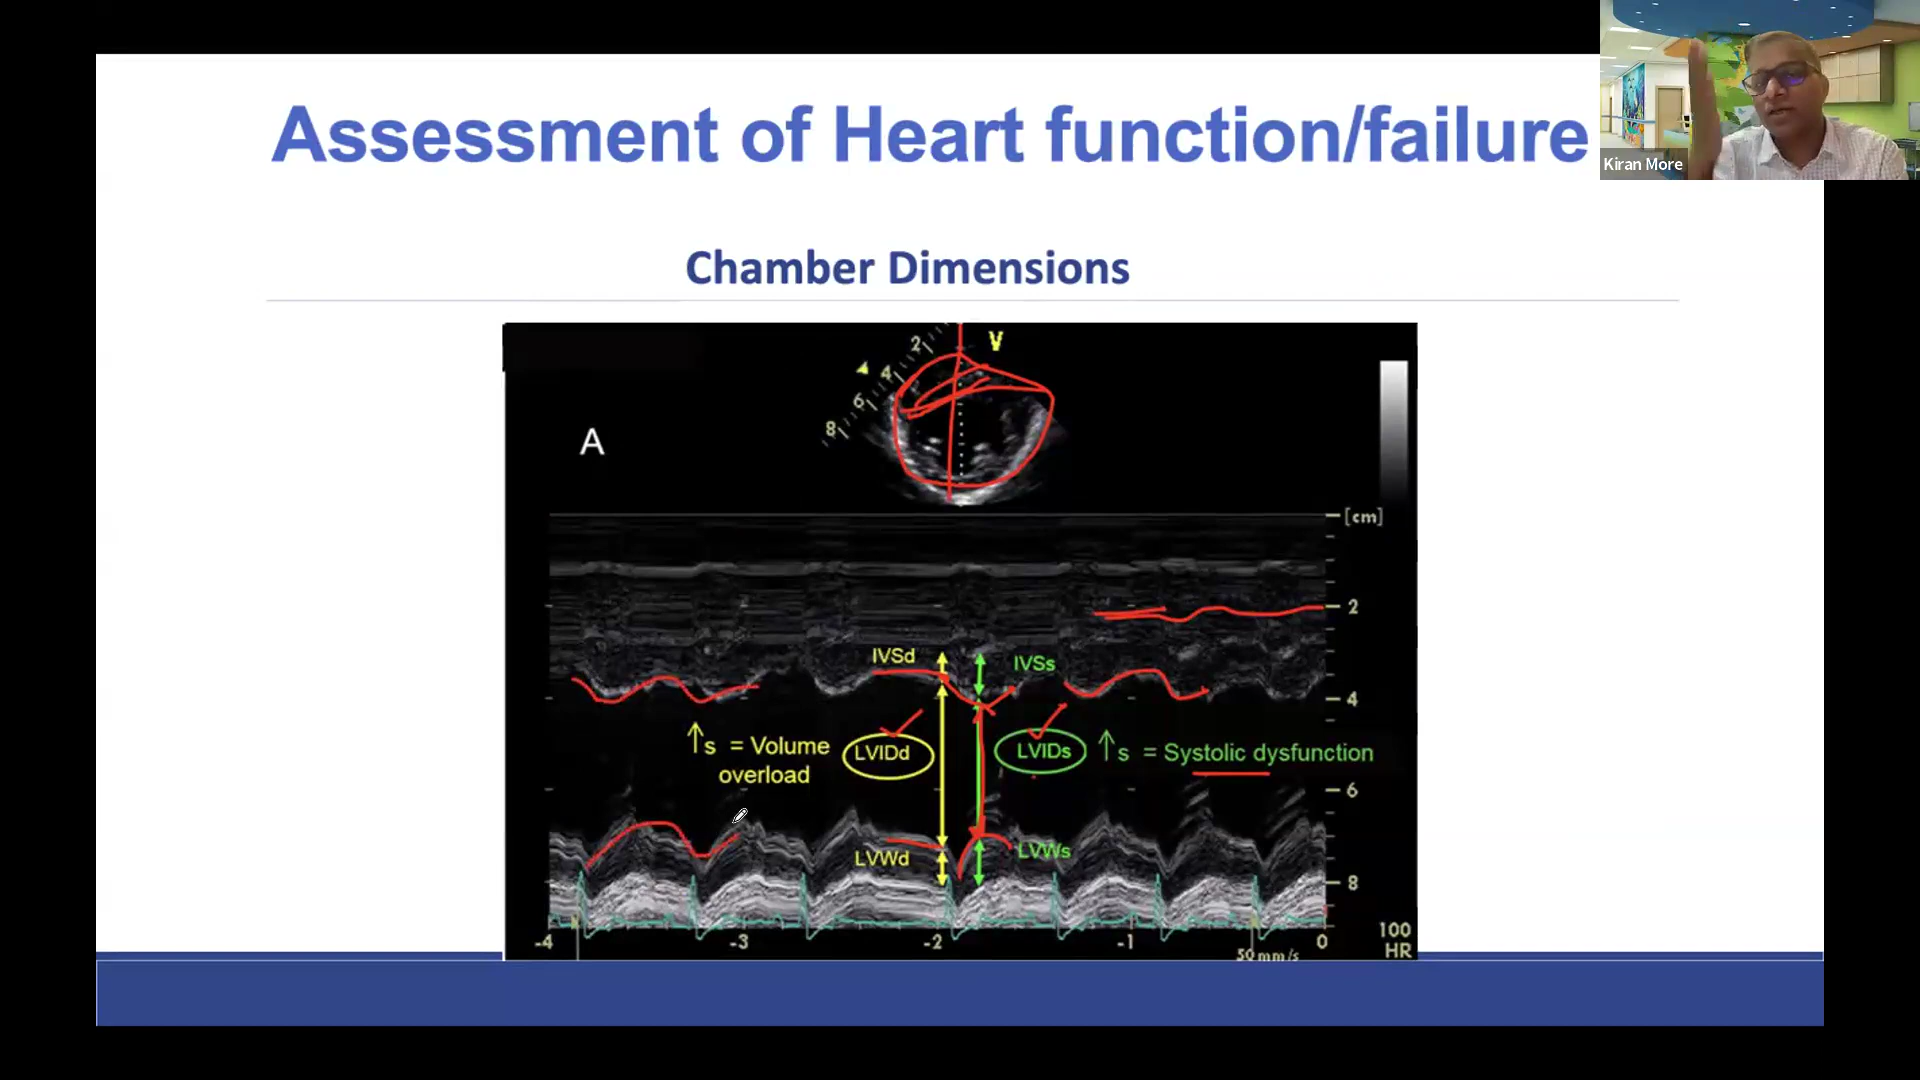 Assessment of Heart function/failure
Kiran More
Chamber Dimensions
V
2
4
6
8
A
[cm]
2
IVSd
IVSs
4
↑s = Volume
overload
LVIDd
LVIDs
↑s = Systolic dysfunction
6
LVWd
LVWs
8
100
HR
-4
-3
-2
-1
0
50 mm/s